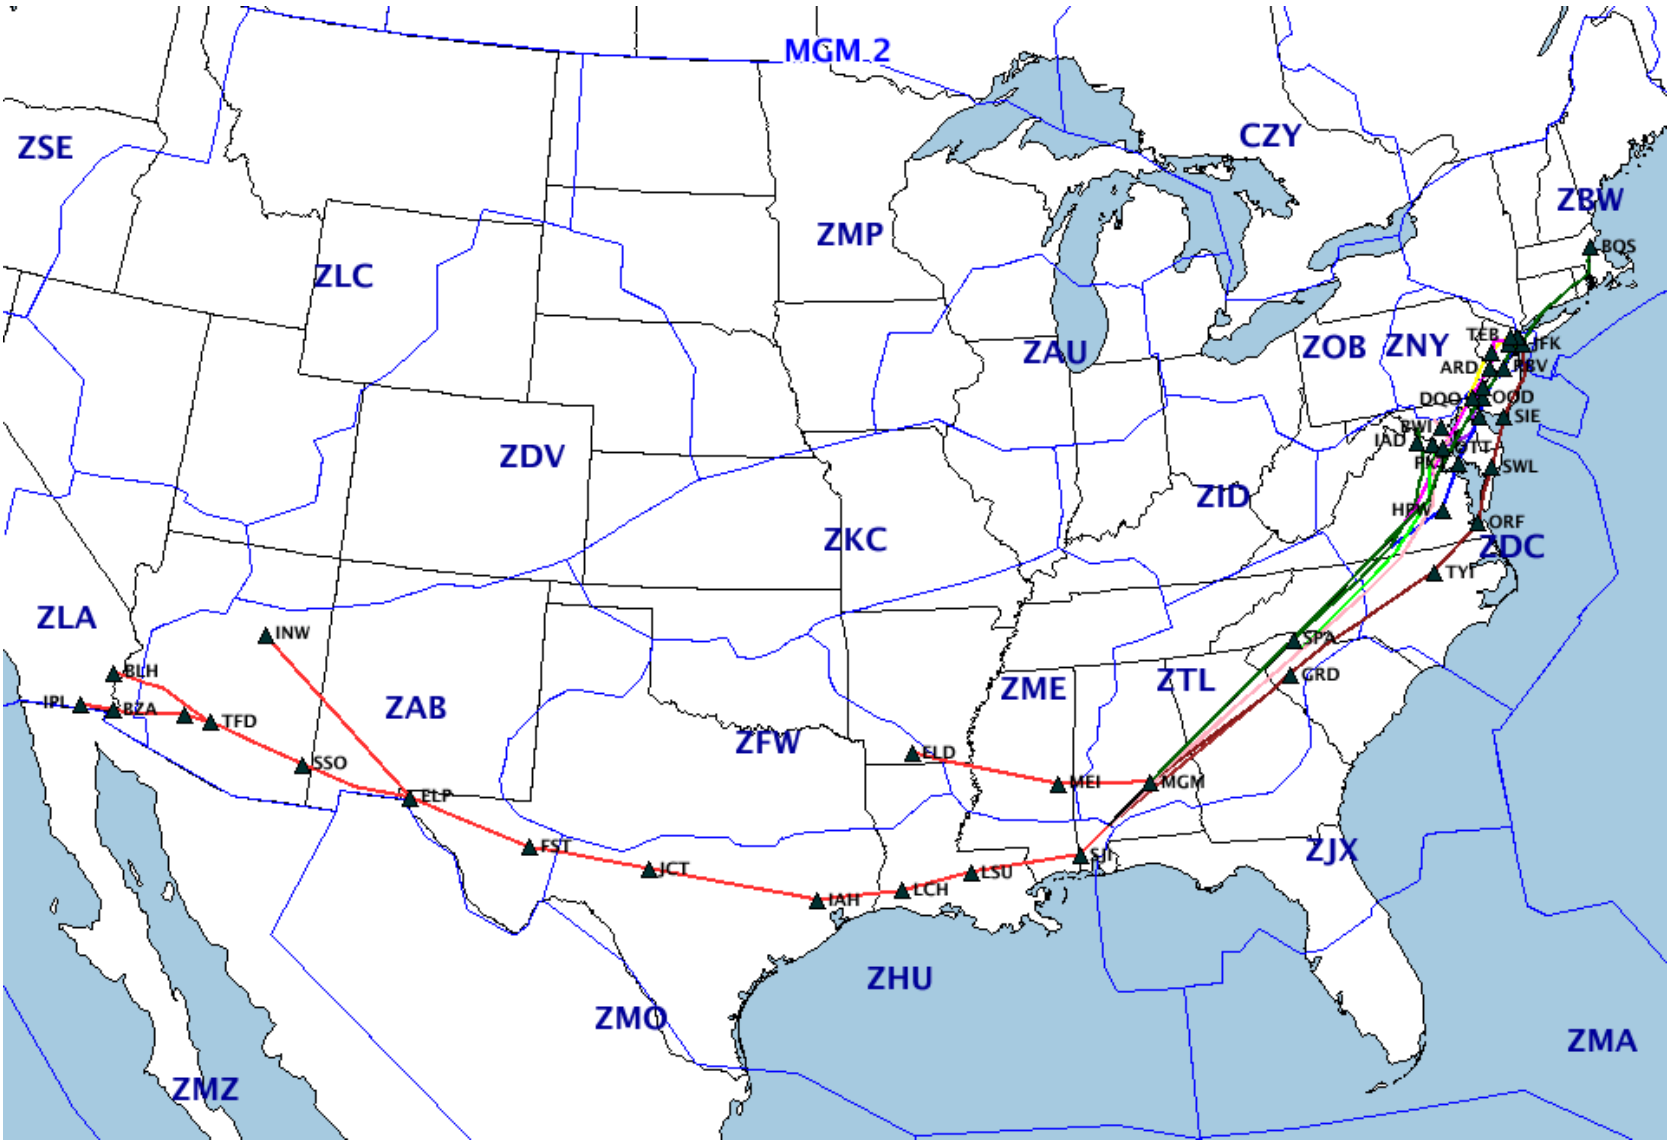 MGM 2
ZSE
CZY
ZBW
ZMP
BOS
ZLC
TEB
JFK
ZAU
ZOB
ZNY
ARD
RBV
DQO
OOD
SIE
BWI
IAD
OTT
ZDV
SWL
ZID
HPW
ORF
ZKC
ZDC
TYI
ZLA
INW
SPA
BLH
GRD
ZTL
ZME
IPL
BZA
ZAB
TFD
ZFW
ELD
SSO
MEI
MGM
ELP
FST
SJI
ZJX
JCT
LSU
LCH
IAH
ZHU
ZMO
ZMA
ZMZ